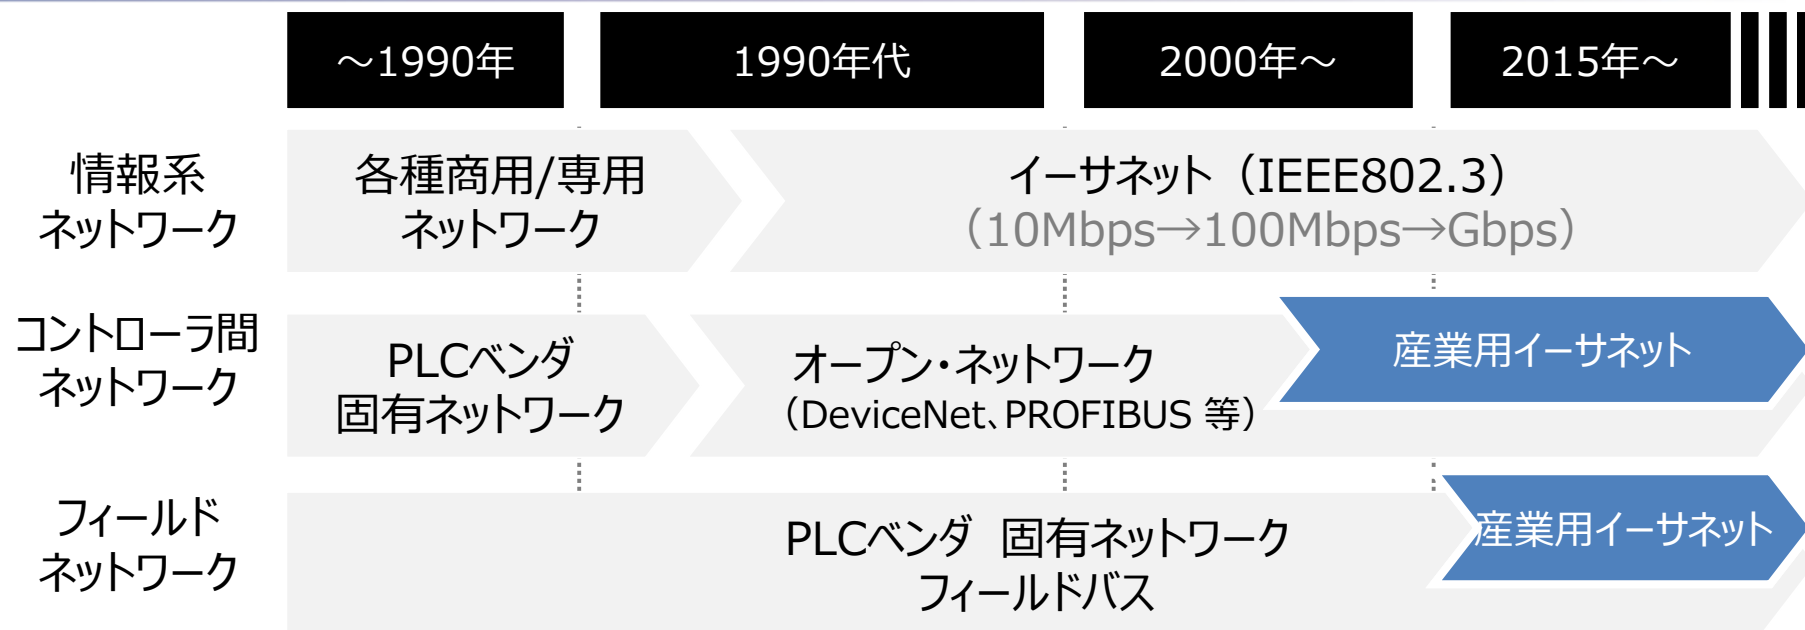 ～1990年
1990年代
2000年～
2015年～
情報系
ネットワーク
各種商用/専用
ネットワーク
イーサネット（IEEE802.3）
（10Mbps→100Mbps→Gbps）
コントローラ間
ネットワーク
PLCベンダ
固有ネットワーク
オープン・ネットワーク
（DeviceNet、PROFIBUS 等）
産業用イーサネット
フィールド
ネットワーク
PLCベンダ 固有ネットワーク
フィールドバス
産業用イーサネット